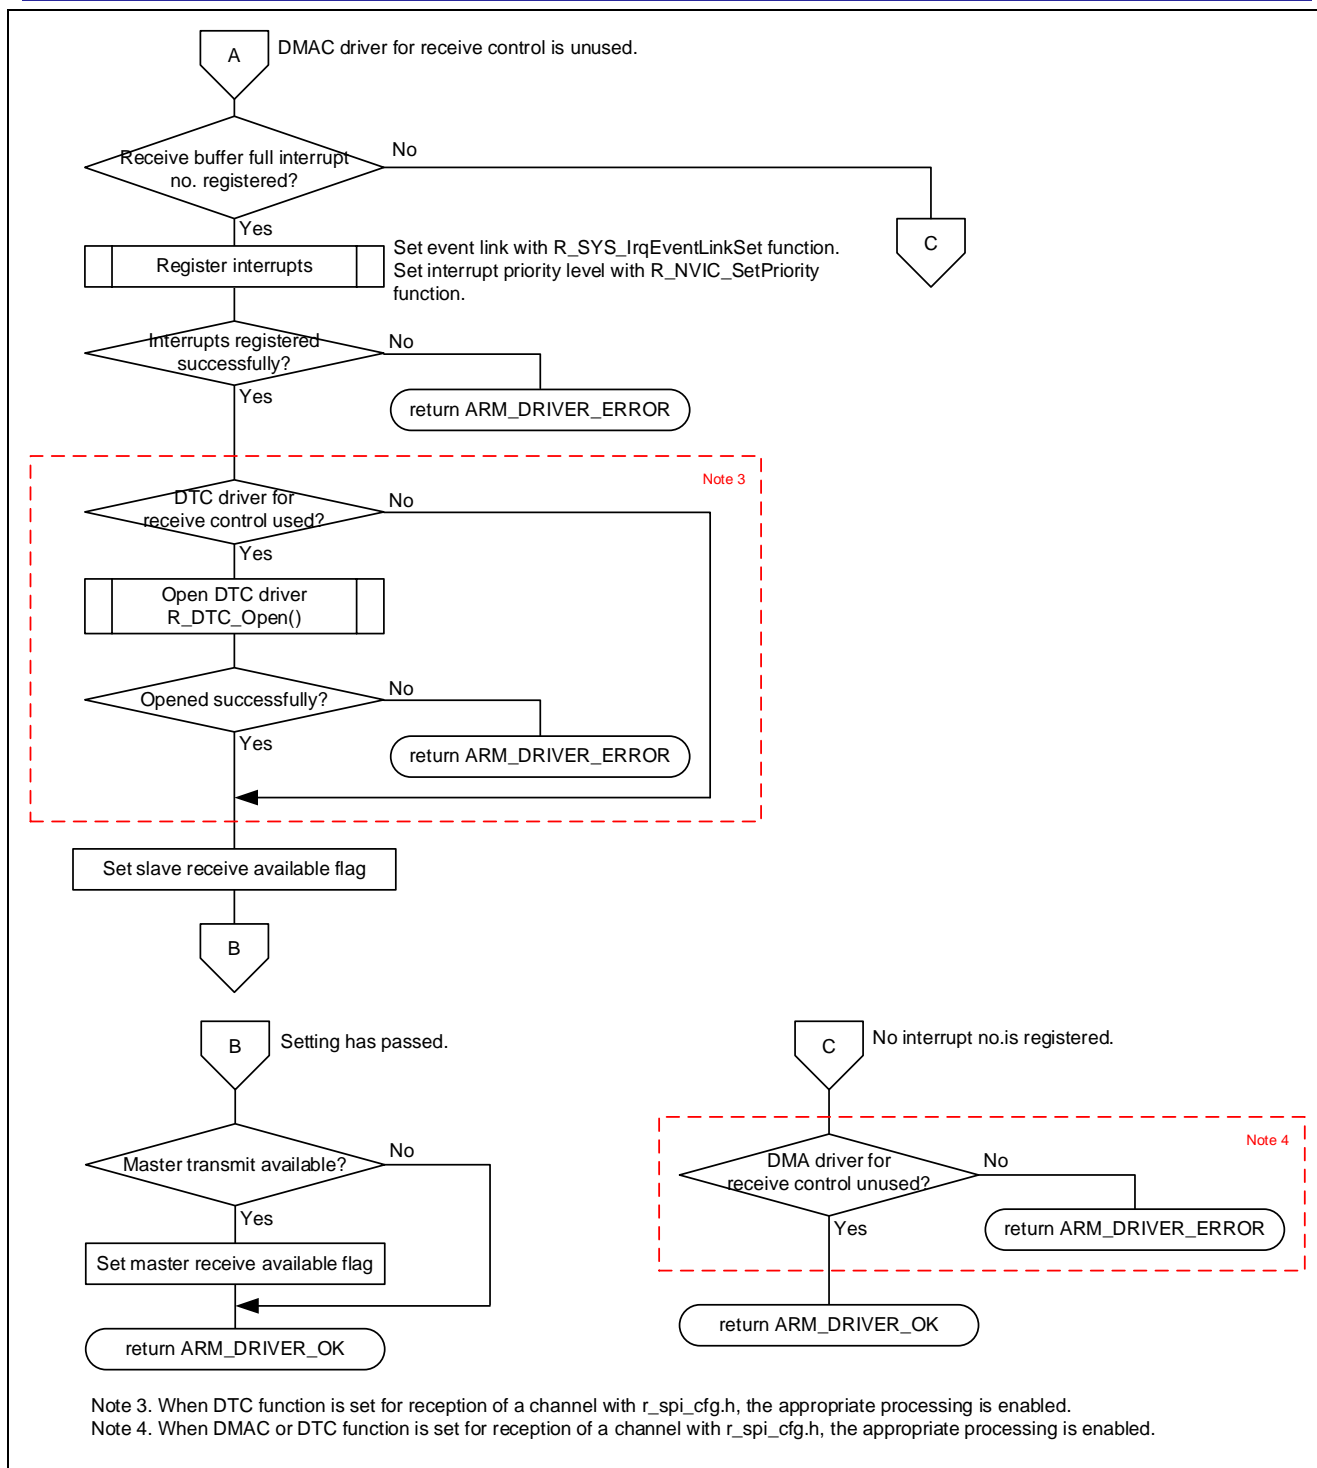 A
DMAC driver for receive control is unused.
Receive buffer full interrupt
no. registered?
No
Yes
C
Register interrupts
Set event link with R_SYS_IrqEventLinkSet function.
Set interrupt priority level with R_NVIC_SetPriority
function.
Interrupts registered
successfully?
No
Yes
return ARM_DRIVER_ERROR
Note 3
DTC driver for
receive control used?
No
Yes
Open DTC driver
R_DTC_Open()
Opened successfully?
No
Yes
return ARM_DRIVER_ERROR
Set slave receive available flag
B
B
Setting has passed.
Master transmit available?
No
Yes
Set master receive available flag
return ARM_DRIVER_OK
C
No interrupt no.is registered.
Note 4
DMA driver for
receive control unused?
No
Yes
return ARM_DRIVER_ERROR
return ARM_DRIVER_OK
Note 3. When DTC function is set for reception of a channel with r_spi_cfg.h, the appropriate processing is enabled.
Note 4. When DMAC or DTC function is set for reception of a channel with r_spi_cfg.h, the appropriate processing is enabled.